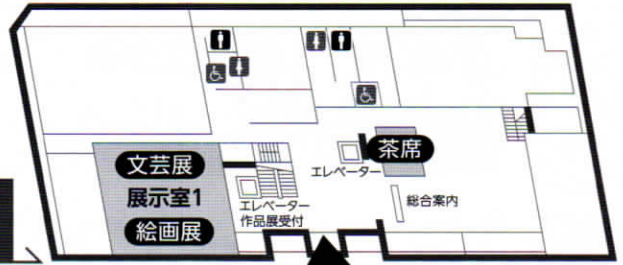 文芸展
展示室1
絵画展
茶席
エレベーター
エレベーター
作品展受付
総合案内